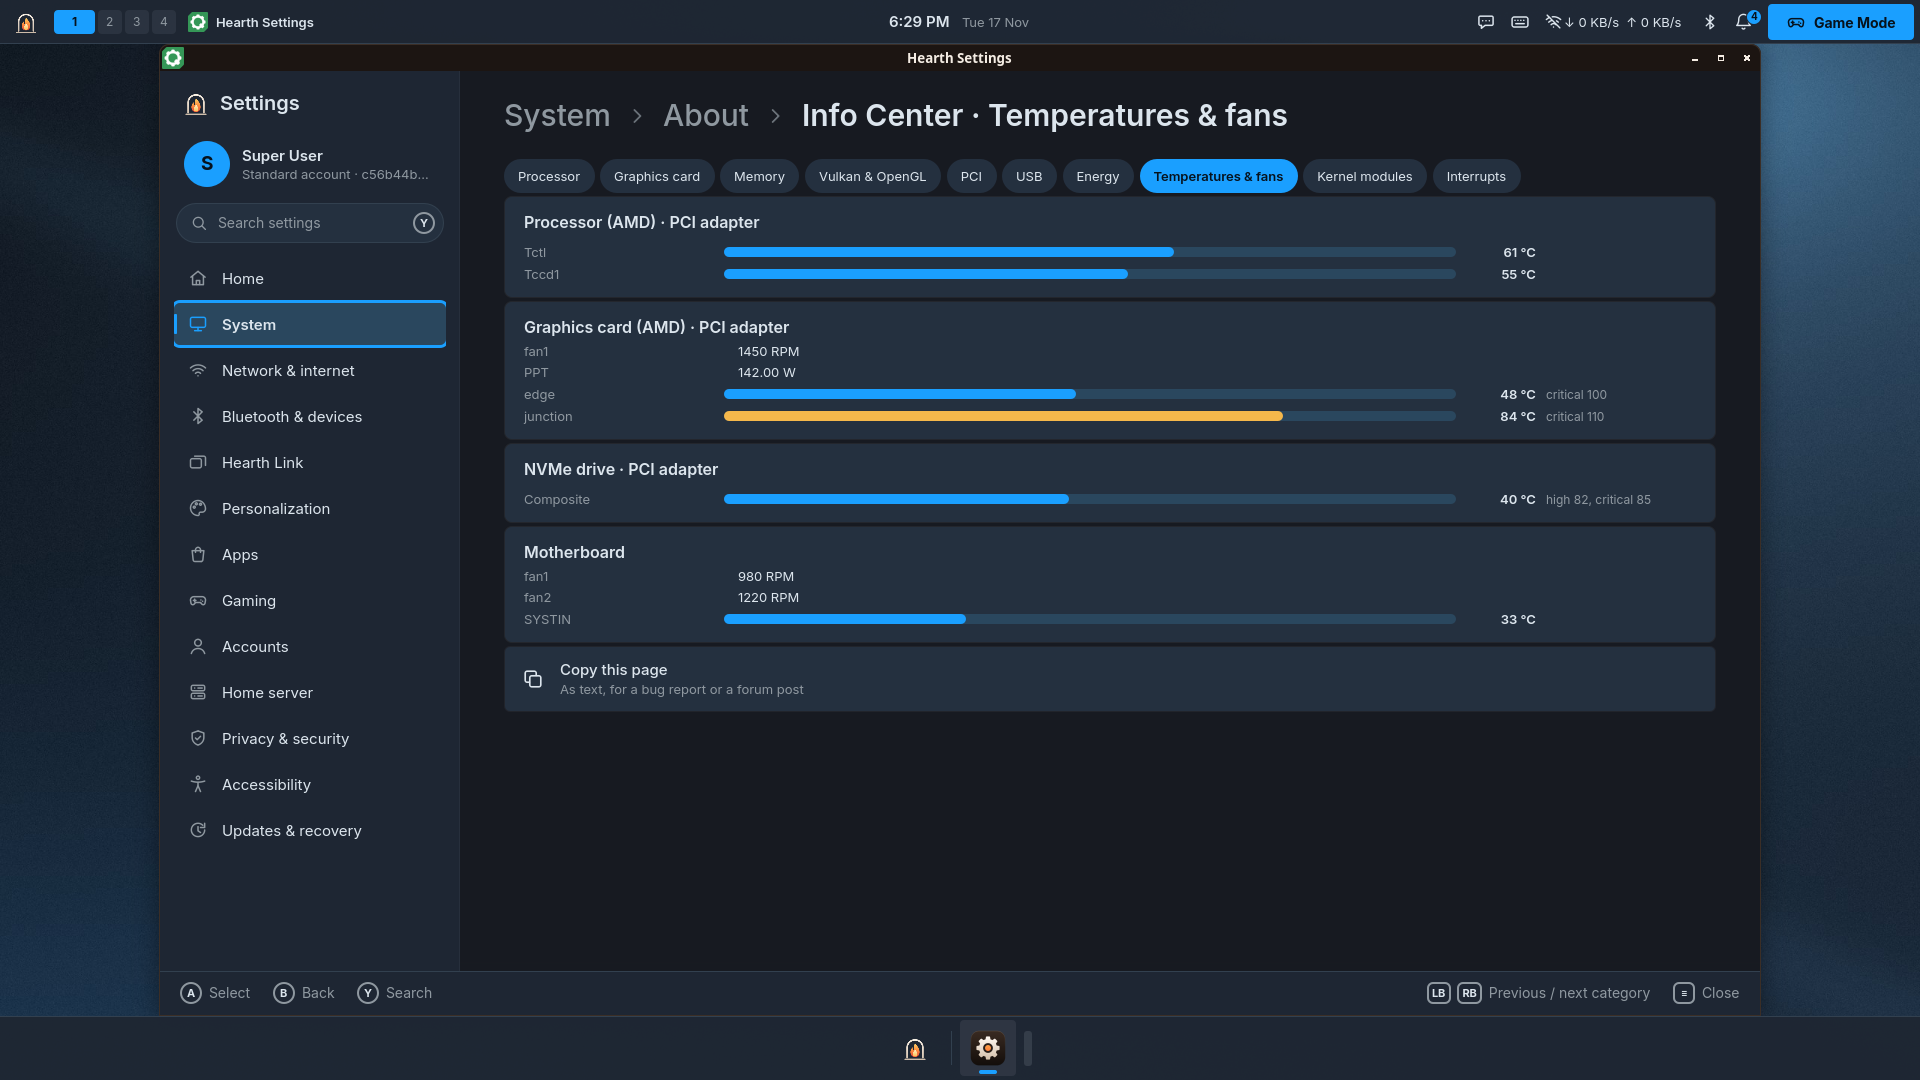 1 2 3 4 Hearth Settings 6:29 PM Tue 17 Nov ↓ 0 KB/s ↑ 0 KB/s 4 Game Mode
Hearth Settings
Settings
S Super User
Standard account · c56b44b...
Search settings Y
Home
System
Network & internet
Bluetooth & devices
Hearth Link
Personalization
Apps
Gaming
Accounts
Home server
Privacy & security
Accessibility
Updates & recovery
System > About > Info Center · Temperatures & fans
Processor Graphics card Memory Vulkan & OpenGL PCI USB Energy Temperatures & fans Kernel modules Interrupts
Processor (AMD) · PCI adapter
Tctl 61 °C
Tccd1 55 °C
Graphics card (AMD) · PCI adapter
fan1 1450 RPM
PPT 142.00 W
edge 48 °C critical 100
junction 84 °C critical 110
NVMe drive · PCI adapter
Composite 40 °C high 82, critical 85
Motherboard
fan1 980 RPM
fan2 1220 RPM
SYSTIN 33 °C
Copy this page
As text, for a bug report or a forum post
A Select B Back Y Search LB RB Previous / next category ≡ Close